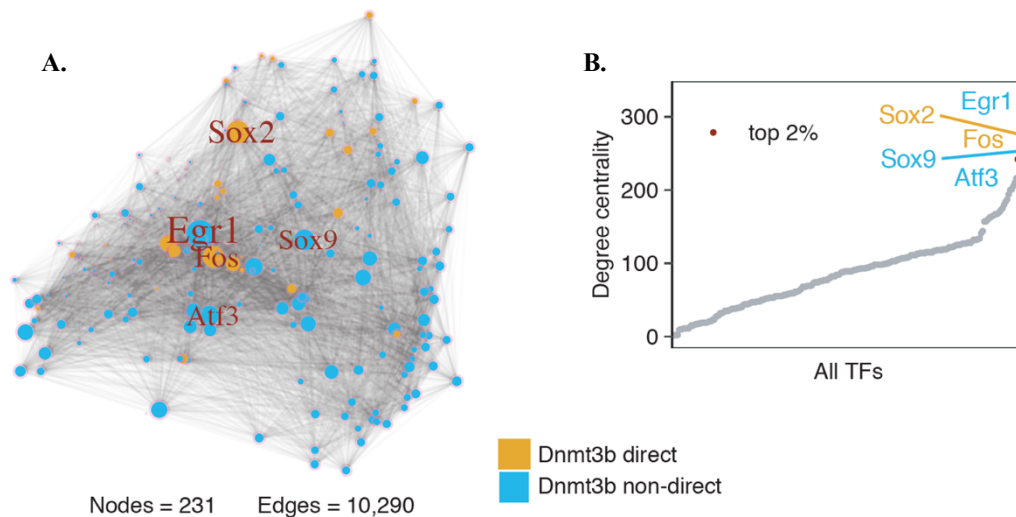 A.
Sox2
Egr1
Fos
Sox9
Atf3
Nodes = 231 Edges = 10,290
B.
Degree centrality
300
200
100
0
top 2%
Egr1
Sox2
Fos
Sox9
Atf3
All TFs
Dnmt3b direct
Dnmt3b non-direct